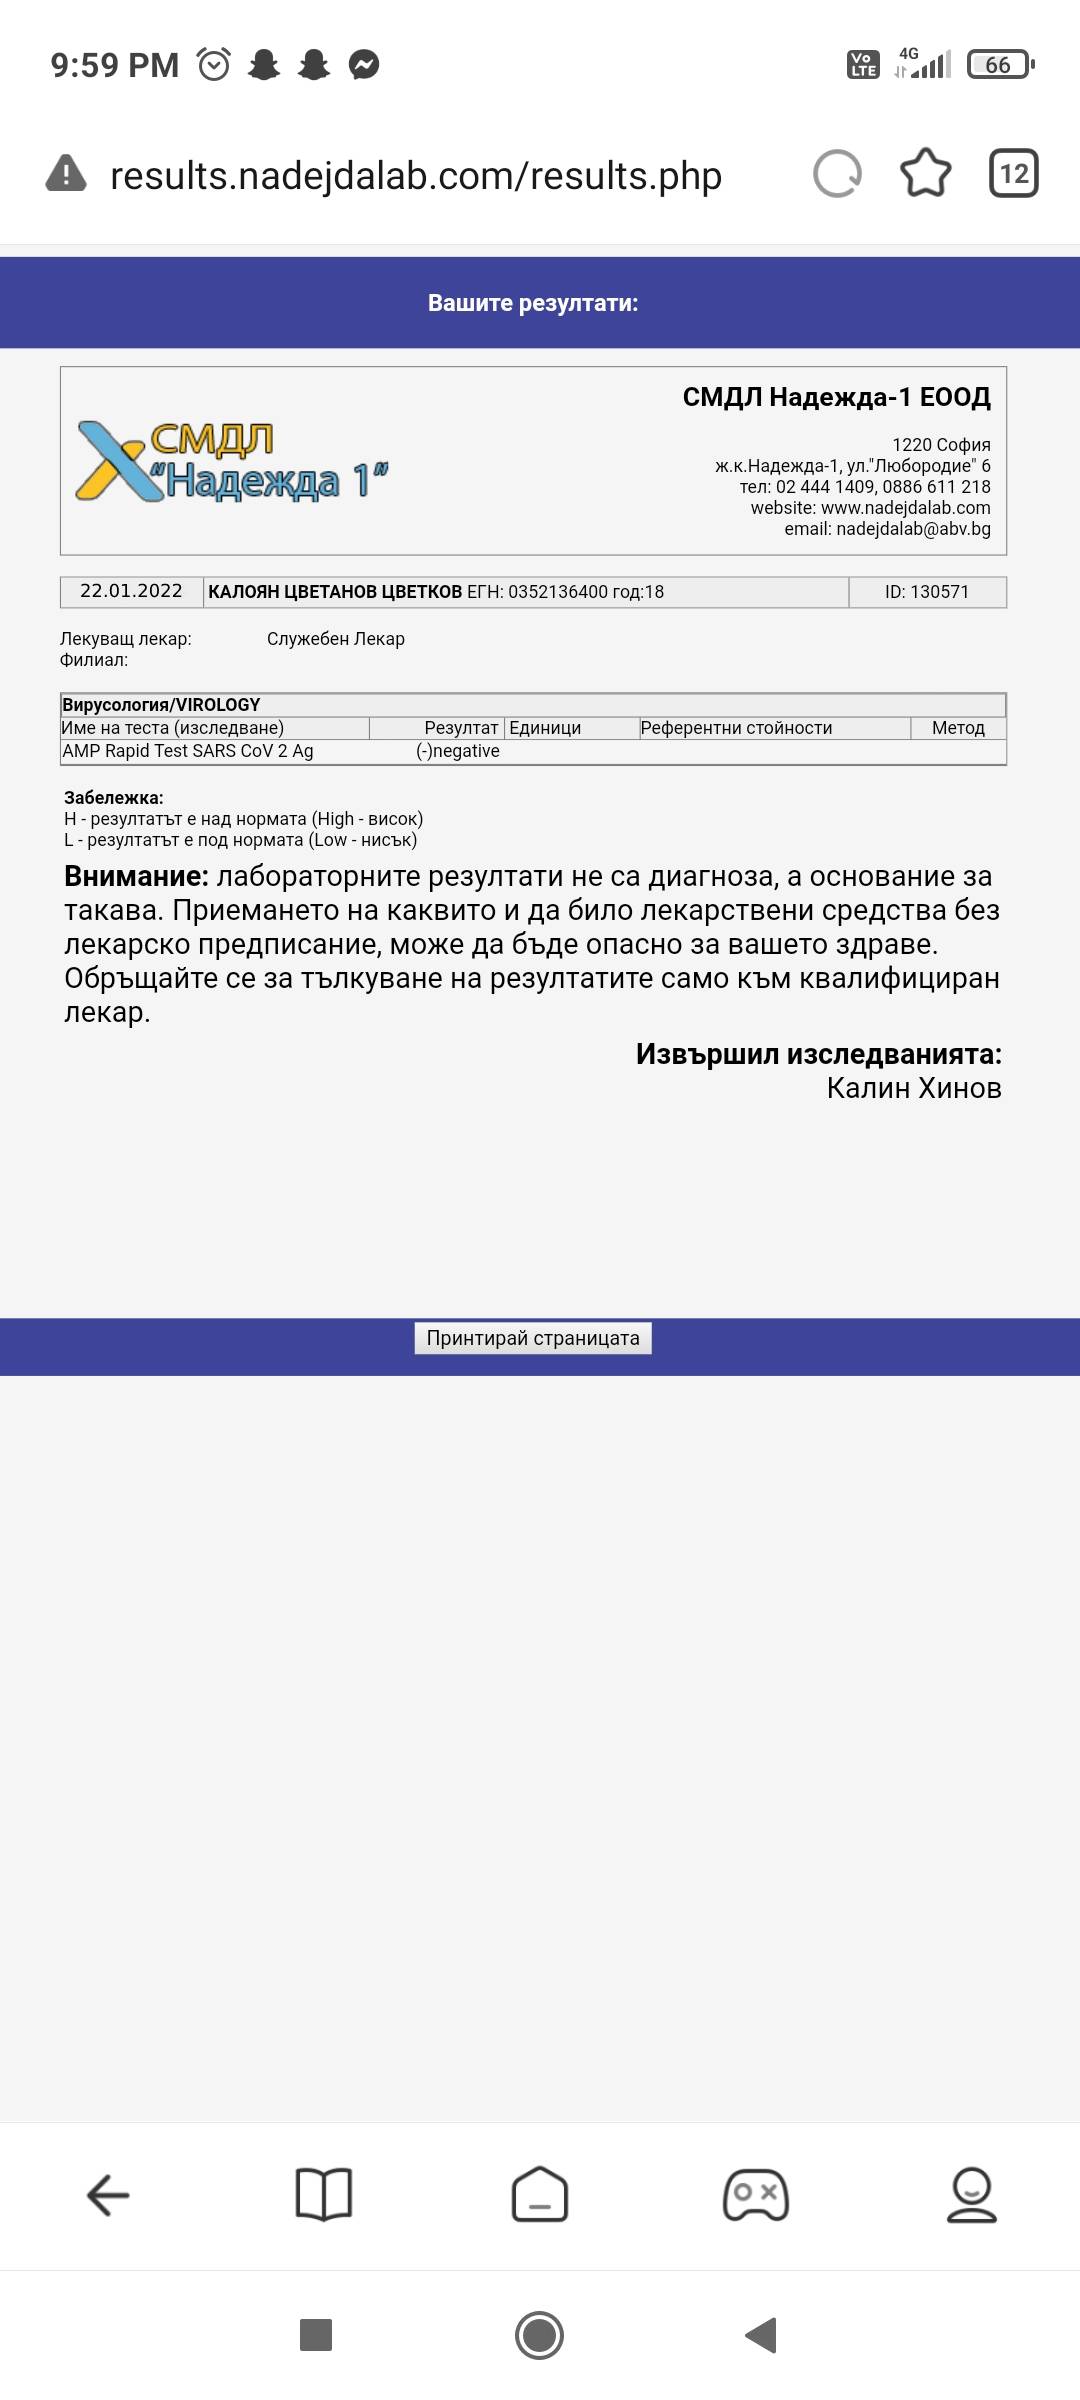 9:59 PM
Vo LTE
4G
66
results.nadejdalab.com/results.php
12
Вашите резултати:
СМДЛ
"Надежда 1"
СМДЛ Надежда-1 ЕООД
1220 София
ж.к.Надежда-1, ул."Любородие" 6
тел: 02 444 1409, 0886 611 218
website: www.nadejdalab.com
email: nadejdalab@abv.bg
22.01.2022 КАЛОЯН ЦВЕТАНОВ ЦВЕТКОВ ЕГН: 0352136400 год:18 ID: 130571
Лекуващ лекар: Служебен Лекар
Филиал:
Вирусология/VIROLOGY
Име на теста (изследване) Резултат Единици Референтни стойности Метод
AMP Rapid Test SARS CoV 2 Ag (-)negative
Забележка:
H - резултатът е над нормата (High - висок)
L - резултатът е под нормата (Low - нисък)
Внимание: лабораторните резултати не са диагноза, а основание за
такава. Приемането на каквито и да било лекарствени средства без
лекарско предписание, може да бъде опасно за вашето здраве.
Обръщайте се за тълкуване на резултатите само към квалифициран
лекар.
Извършил изследванията:
Калин Хинов
Принтирай страницата